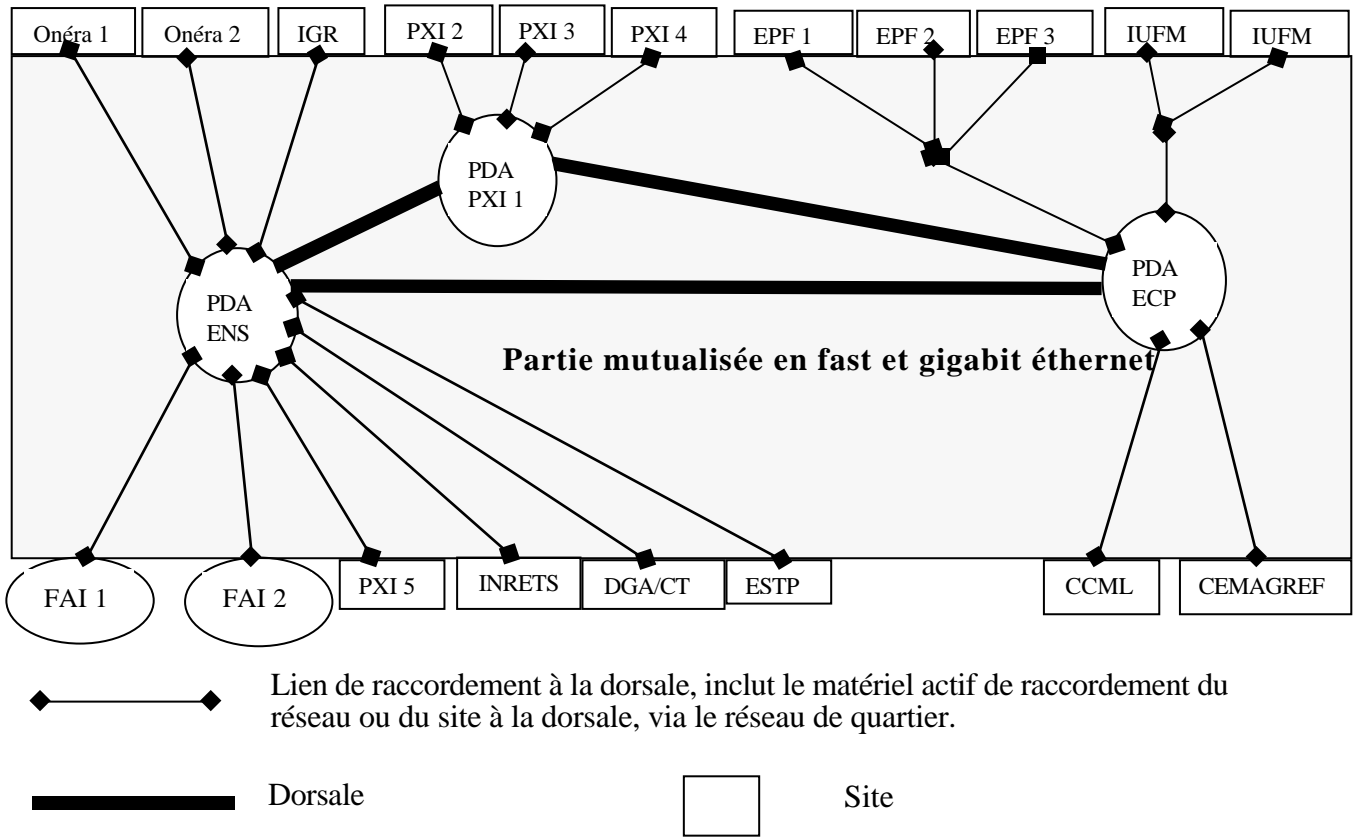 Onéra 1
Onéra 2
IGR
PXI 2
PXI 3
PXI 4
EPF 1
EPF 2
EPF 3
IUFM
IUFM
PDA
PXI 1
PDA
ECP
PDA
ENS
Partie mutualisée en fast et gigabit éthernet
FAI 1
FAI 2
PXI 5
INRETS
DGA/CT
ESTP
CCML
CEMAGREF
Lien de raccordement à la dorsale, inclut le matériel actif de raccordement du
réseau ou du site à la dorsale, via le réseau de quartier.
Dorsale
Site